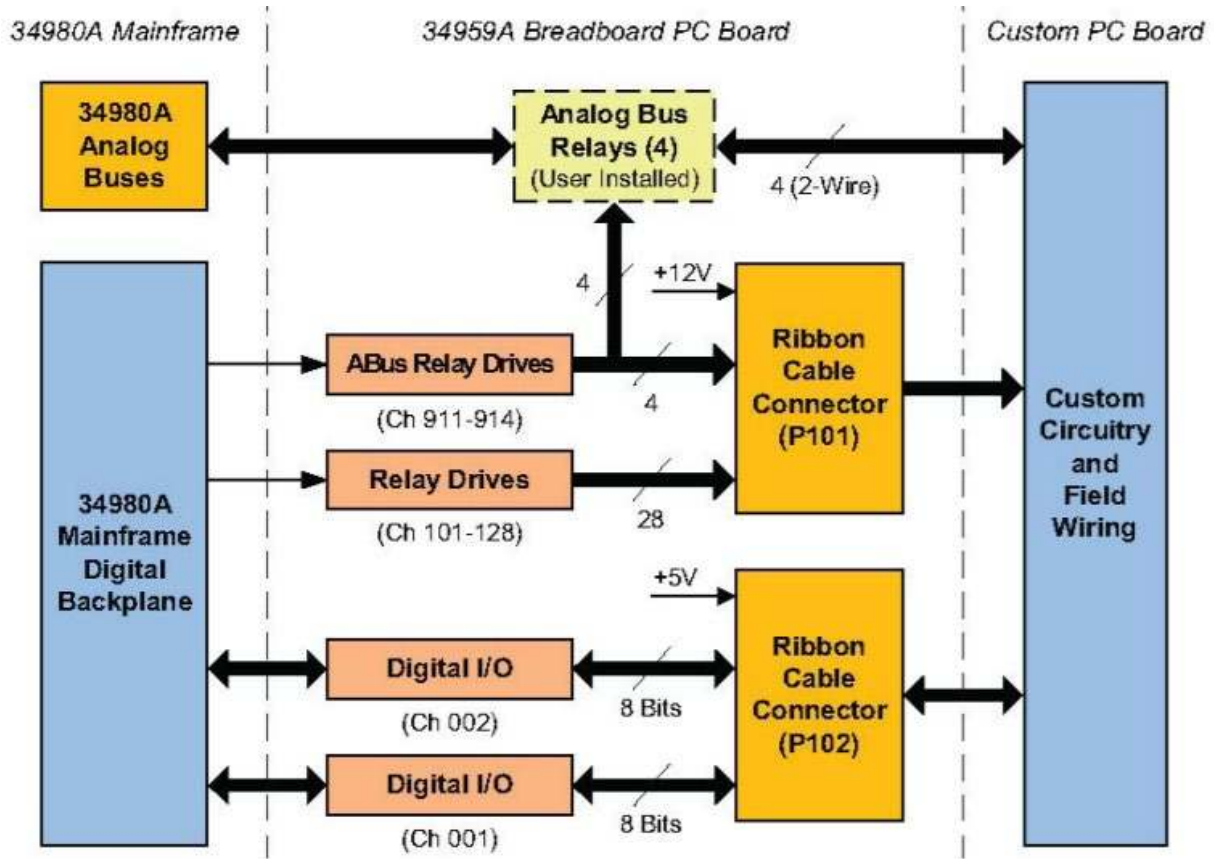 34980A Mainframe
34959A Breadboard PC Board
Custom PC Board
34980A
Analog
Buses
Analog Bus
Relays (4)
(User Installed)
4 (2-Wire)
4
+12V
ABus Relay Drives
(Ch 911-914)
4
Relay Drives
(Ch 101-128)
28
Ribbon
Cable
Connector
(P101)
34980A
Mainframe
Digital
Backplane
Custom
Circuitry
and
Field
Wiring
+5V
Digital I/O
(Ch 002)
8 Bits
Digital I/O
(Ch 001)
8 Bits
Ribbon
Cable
Connector
(P102)